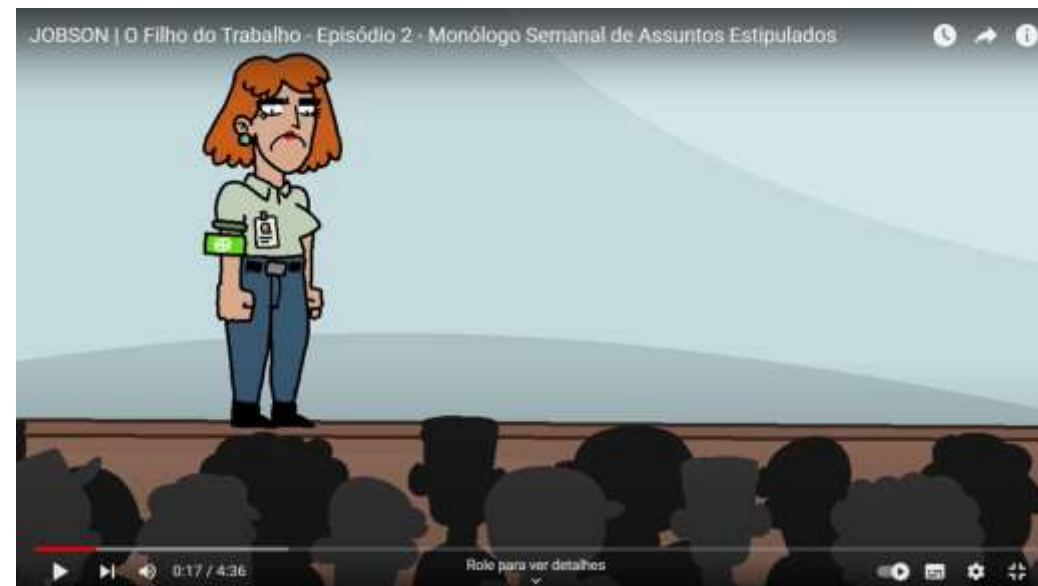 JOBSON | O Filho do Trabalho - Episódio 2 - Monólogo Semanal de Assuntos Estipulados
Role para ver detalhes
0:17 / 4:36